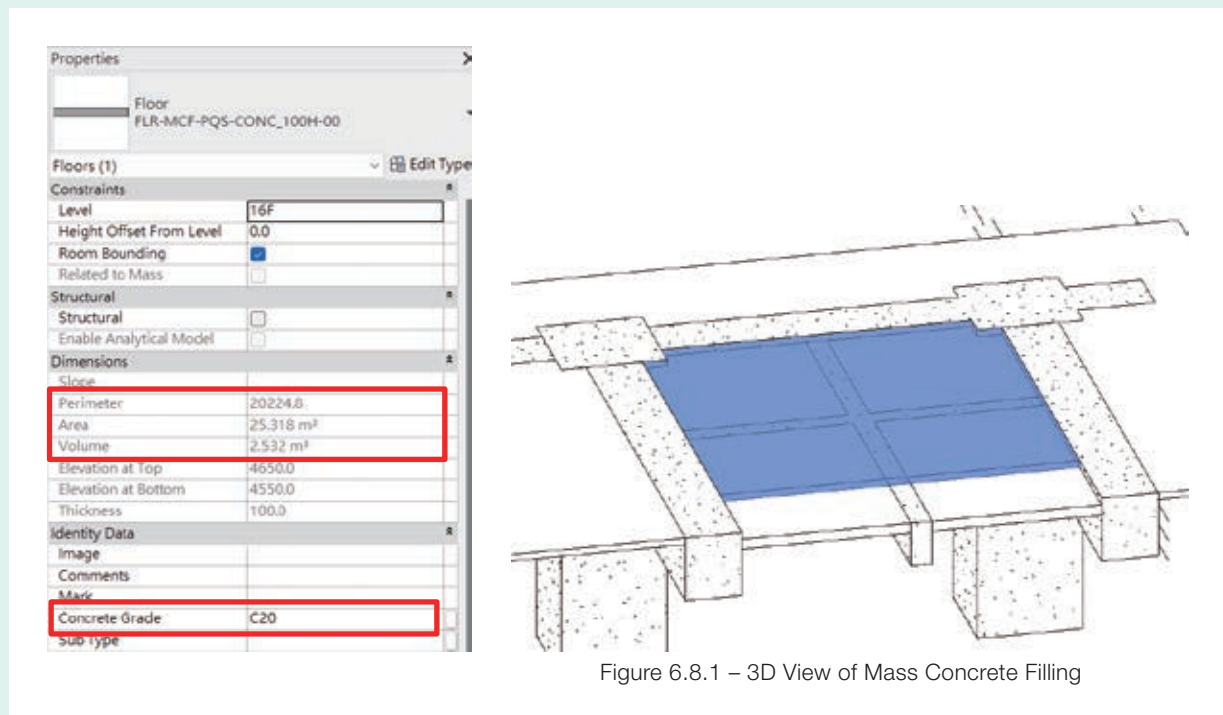 Properties
Floor
FLR-MCF-PQS-CONC_100H-00
Floors (1) Edit Type
Constraints
Level 16F
Height Offset From Level 0.0
Room Bounding
Related to Mass
Structural
Structural
Enable Analytical Model
Dimensions
Slope
Perimeter 20224.8
Area 25.318 m²
Volume 2.532 m³
Elevation at Top 4650.0
Elevation at Bottom 4550.0
Thickness 100.0
Identity Data
Image
Comments
Mark
Concrete Grade C20
Sub Type
Figure 6.8.1 – 3D View of Mass Concrete Filling